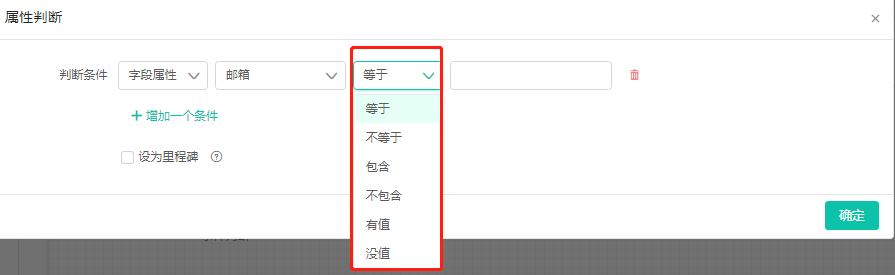 属性判断
判断条件 字段属性 邮箱 等于
等于
+ 增加一个条件
不等于
设为里程碑
包含
不包含
确定
有值
没值